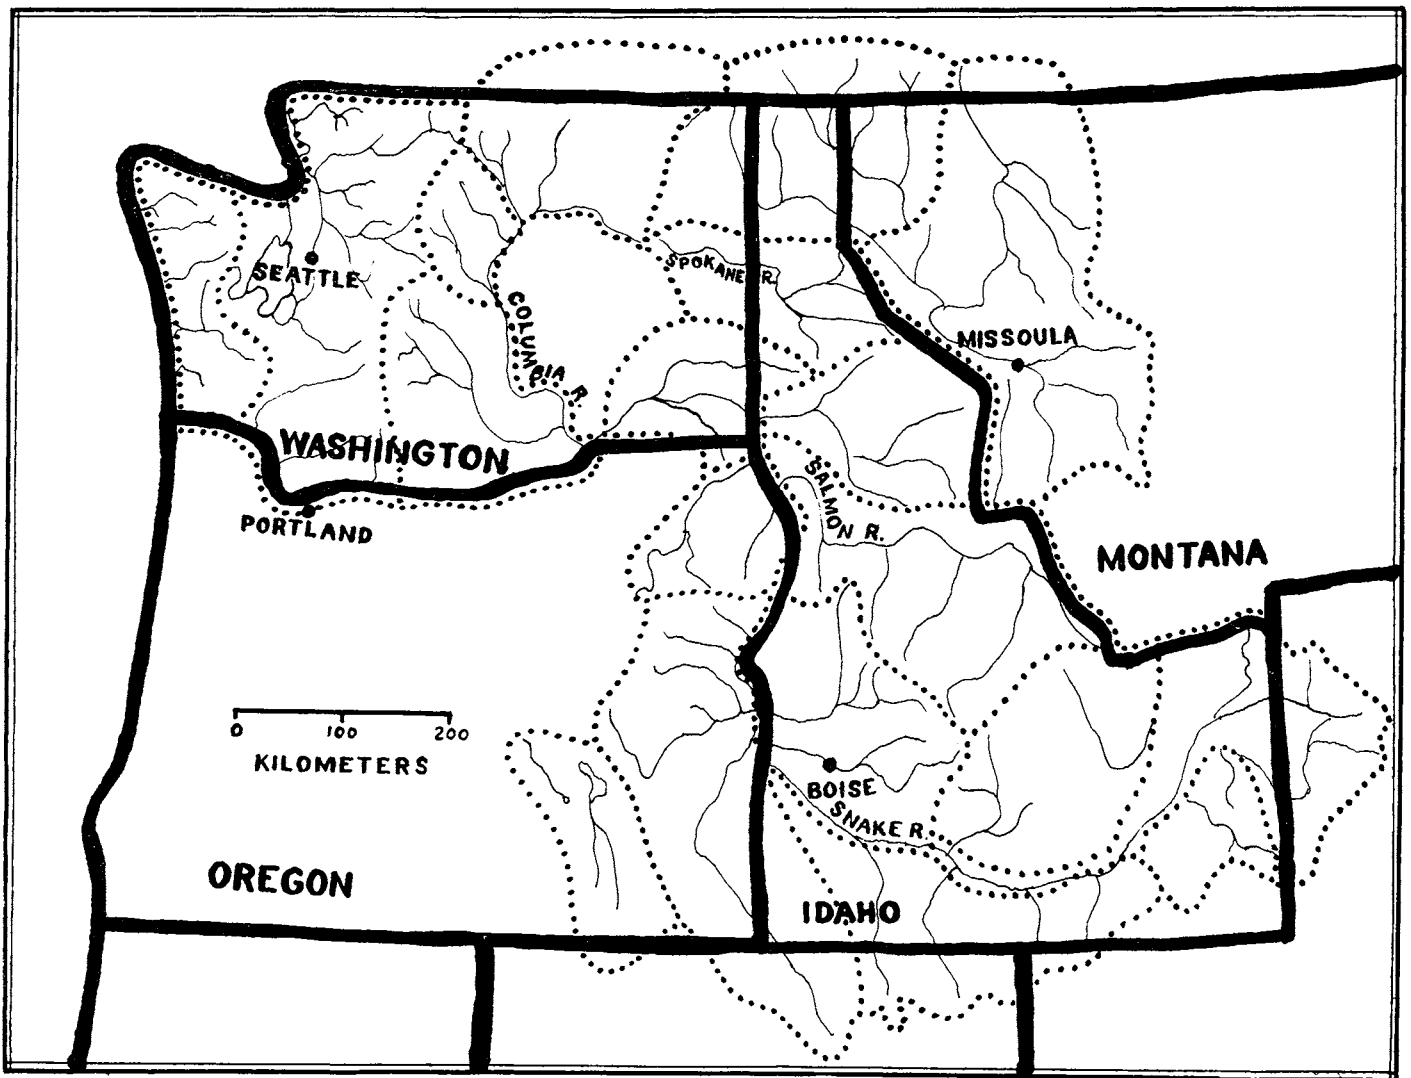 SPOKANE R.
SEATTLE
COLUMBIA R.
MISSOULA
WASHINGTON
SALMON R.
PORTLAND
MONTANA
0 100 200
KILOMETERS
BOISE
SNAKE R.
OREGON
IDAHO